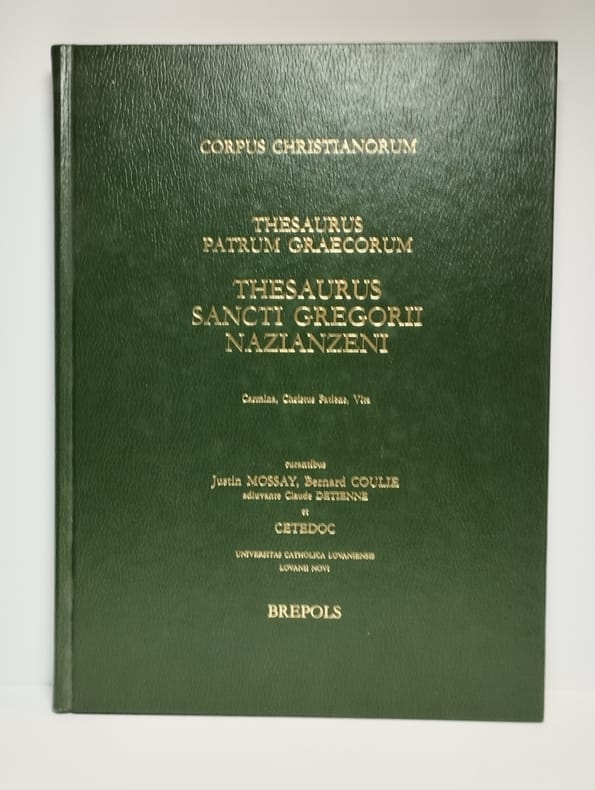 CORPUS CHRISTIANORUM
THESAURUS
PATRUM GRAECORUM
THESAURUS
SANCTI GREGORII
NAZIANZENI
Carmina, Christus Patiens, Vita
curantibus
Justin MOSSAY, Bernard COULIE
adiuvante Claude DETIENNE
et
CETEDOC
UNIVERSITAS CATHOLICA LOVANIENSIS
LOVANII NOVI
BREPOLS